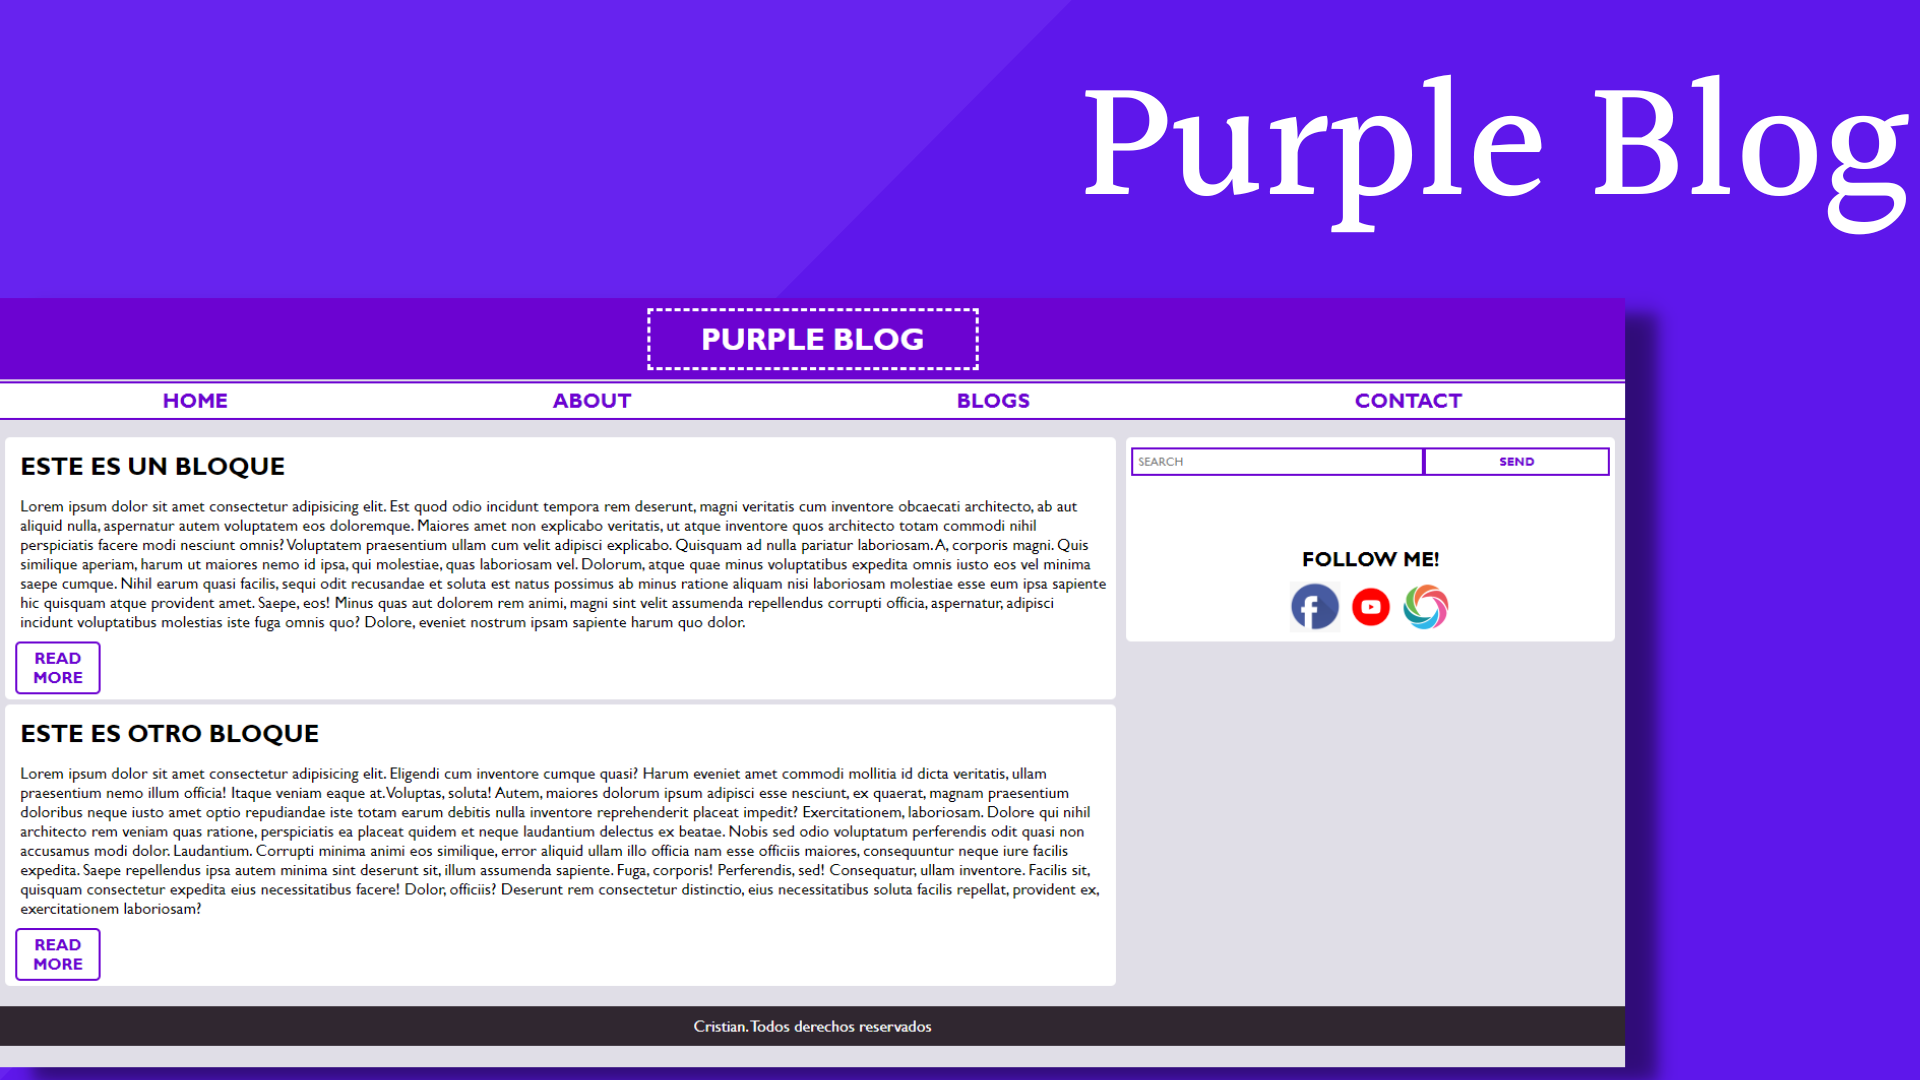 Purple Blog
PURPLE BLOG
HOME ABOUT BLOGS CONTACT
ESTE ES UN BLOQUE
Lorem ipsum dolor sit amet consectetur adipisicing elit. Est quod odio incidunt tempora rem deserunt, magni veritatis cum inventore obcaecati architecto, ab aut
aliquid nulla, aspernatur autem voluptatem eos doloremque. Maiores amet non explicabo veritatis, ut atque inventore quos architecto totam commodi nihil
perspiciatis facere modi nesciunt omnis? Voluptatem praesentium ullam cum velit adipisci explicabo. Quisquam ad nulla pariatur laboriosam. A, corporis magni. Quis
similique aperiam, harum ut maiores nemo id ipsa, qui molestiae, quas laboriosam vel. Dolorum, atque quae minus voluptatibus expedita omnis iusto eos vel minima
saepe cumque. Nihil earum quasi facilis, sequi odit recusandae et soluta est natus possimus ab minus ratione aliquam nisi laboriosam molestiae esse eum ipsa sapiente
hic quisquam atque provident amet. Saepe, eos! Minus quas aut dolorem rem animi, magni sint velit assumenda repellendus corrupti officia, aspernatur, adipisci
incidunt voluptatibus molestias iste fuga omnis quo? Dolore, eveniet nostrum ipsam sapiente harum quo dolor.
READ
MORE
ESTE ES OTRO BLOQUE
Lorem ipsum dolor sit amet consectetur adipisicing elit. Eligendi cum inventore cumque quasi? Harum eveniet amet commodi mollitia id dicta veritatis, ullam
praesentium nemo illum officia! Itaque veniam eaque at. Voluptas, soluta! Autem, maiores dolorum ipsum adipisci esse nesciunt, ex quaerat, magnam praesentium
doloribus neque iusto amet optio repudiandae iste totam earum debitis nulla inventore reprehenderit placeat impedit? Exercitationem, laboriosam. Dolore qui nihil
architecto rem veniam quas ratione, perspiciatis ea placeat quidem et neque laudantium delectus ex beatae. Nobis sed odio voluptatum perferendis odit quasi non
accusamus modi dolor. Laudantium. Corrupti minima animi eos similique, error aliquid ullam illo officia nam esse officiis maiores, consequuntur neque iure facilis
expedita. Saepe repellendus ipsa autem minima sint deserunt sit, illum assumenda sapiente. Fuga, corporis! Perferendis, sed! Consequatur, ullam inventore. Facilis sit,
quisquam consectetur expedita eius necessitatibus facere! Dolor, officiis? Deserunt rem consectetur distinctio, eius necessitatibus soluta facilis repellat, provident ex,
exercitationem laboriosam?
READ
MORE
SEARCH SEND
FOLLOW ME!
Cristian. Todos derechos reservados